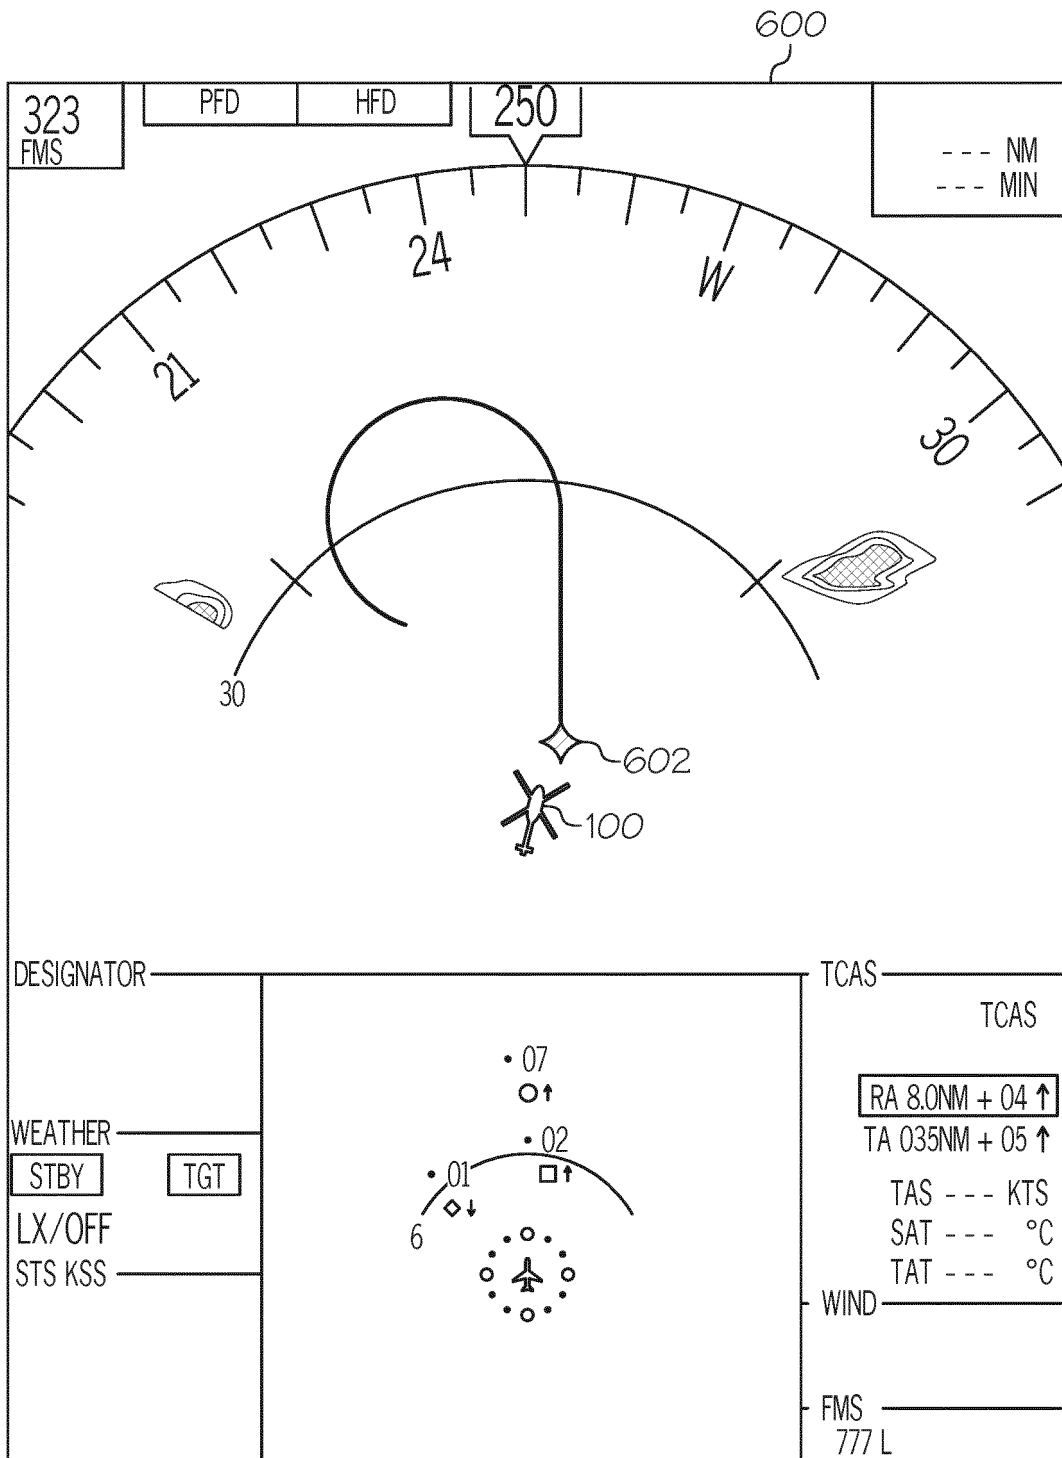 600
323
FMS
PFD
HFD
250
--- NM
--- MIN
24
W
21
30
30
602
100
DESIGNATOR
TCAS
TCAS
07
RA 8.0NM + 04 ↑
WEATHER
02
TA 035NM + 05 ↑
STBY
TGT
01
TAS --- KTS
LX/OFF
6
SAT --- °C
STS KSS
TAT --- °C
WIND
FMS
777 L